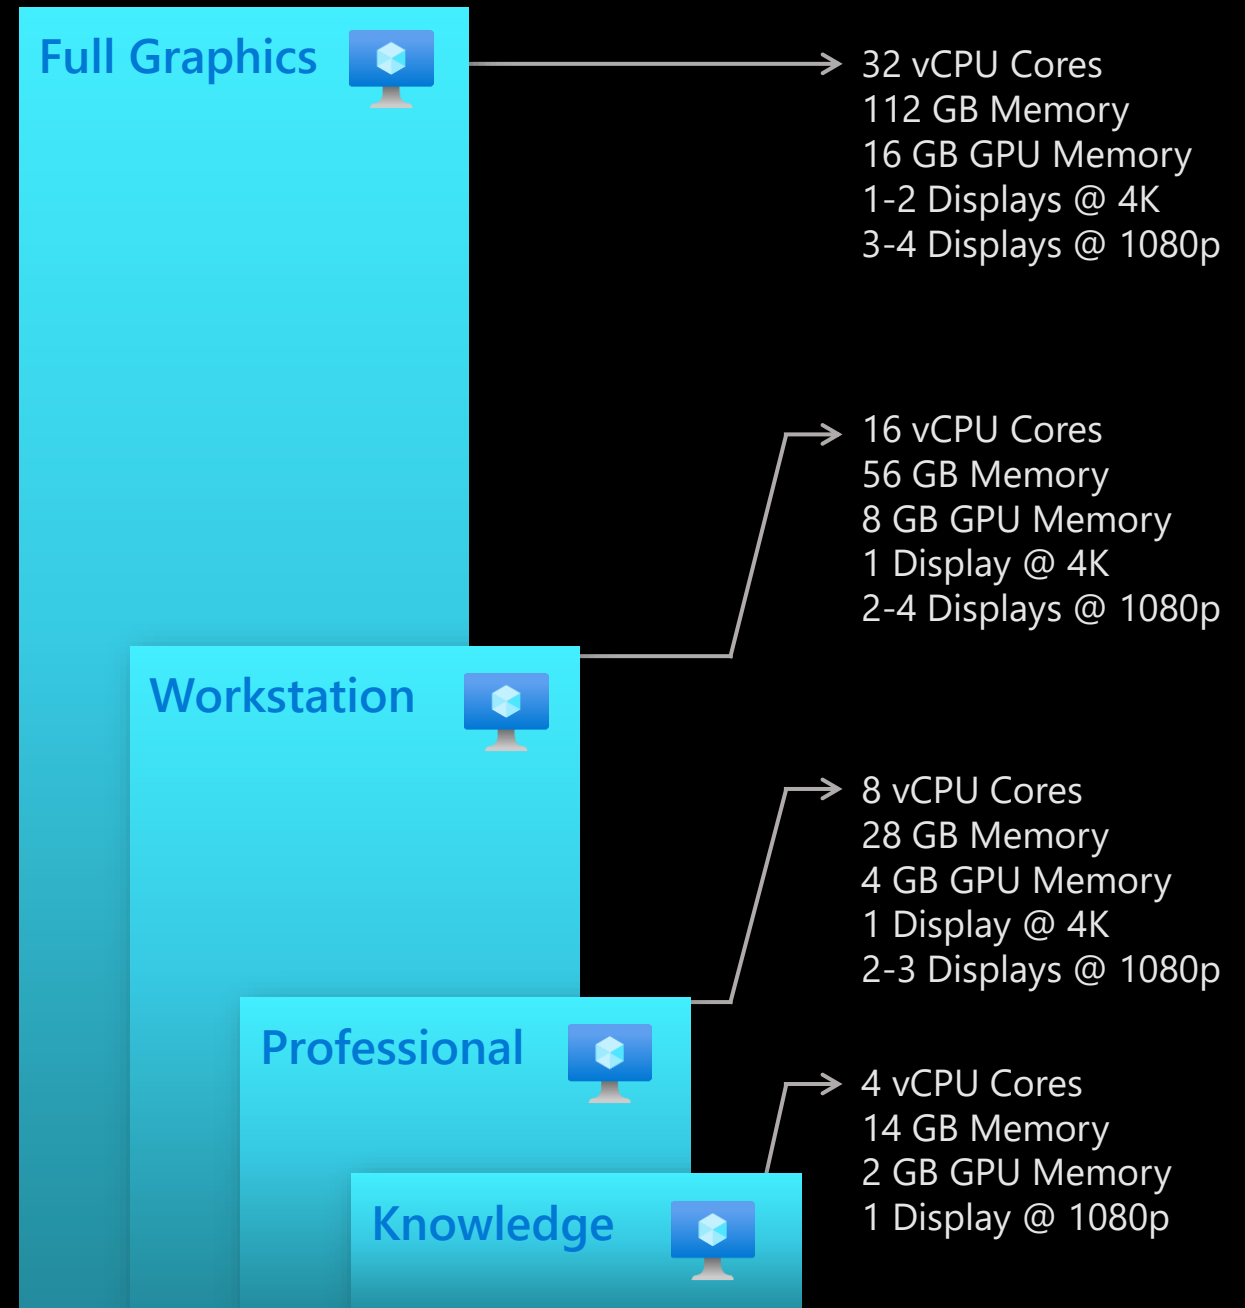 Full Graphics
32 vCPU Cores
112 GB Memory
16 GB GPU Memory
1-2 Displays @ 4K
3-4 Displays @ 1080p
Workstation
16 vCPU Cores
56 GB Memory
8 GB GPU Memory
1 Display @ 4K
2-4 Displays @ 1080p
Professional
8 vCPU Cores
28 GB Memory
4 GB GPU Memory
1 Display @ 4K
2-3 Displays @ 1080p
Knowledge
4 vCPU Cores
14 GB Memory
2 GB GPU Memory
1 Display @ 1080p